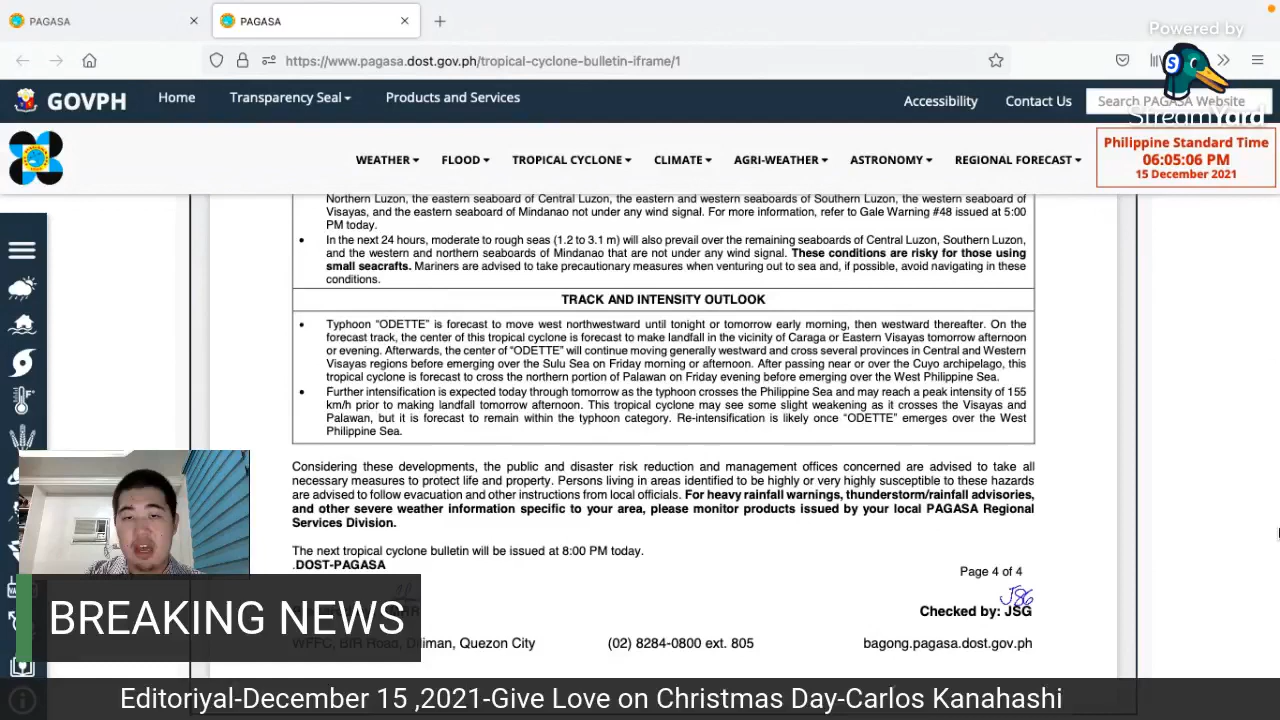 PAGASA
PAGASA
Powered by
https://www.pagasa.dost.gov.ph/tropical-cyclone-bulletin-iframe/1
GOVPH
Home
Transparency Seal
Products and Services
Accessibility
Contact Us
Search PAGASA Website
StreamYard
WEATHER
FLOOD
TROPICAL CYCLONE
CLIMATE
AGRI-WEATHER
ASTRONOMY
REGIONAL FORECAST
Philippine Standard Time
06:05:06 PM
15 December 2021
Northern Luzon, the eastern seaboard of Central Luzon, the eastern and western seaboards of Southern Luzon, the western seaboard of
Visayas, and the eastern seaboard of Mindanao not under any wind signal. For more information, refer to Gale Warning #48 issued at 5:00
PM today.
• In the next 24 hours, moderate to rough seas (1.2 to 3.1 m) will also prevail over the remaining seaboards of Central Luzon, Southern Luzon,
and the western and northern seaboards of Mindanao that are not under any wind signal. These conditions are risky for those using
small seacrafts. Mariners are advised to take precautionary measures when venturing out to sea and, if possible, avoid navigating in these
conditions.
TRACK AND INTENSITY OUTLOOK
• Typhoon “ODETTE” is forecast to move west northwestward until tonight or tomorrow early morning, then westward thereafter. On the
forecast track, the center of this tropical cyclone is forecast to make landfall in the vicinity of Caraga or Eastern Visayas tomorrow afternoon
or evening. Afterwards, the center of “ODETTE” will continue moving generally westward and cross several provinces in Central and Western
Visayas regions before emerging over the Sulu Sea on Friday morning or afternoon. After passing near or over the Cuyo archipelago, this
tropical cyclone is forecast to cross the northern portion of Palawan on Friday evening before emerging over the West Philippine Sea.
• Further intensification is expected today through tomorrow as the typhoon crosses the Philippine Sea and may reach a peak intensity of 155
km/h prior to making landfall tomorrow afternoon. This tropical cyclone may see some slight weakening as it crosses the Visayas and
Palawan, but it is forecast to remain within the typhoon category. Re-intensification is likely once “ODETTE” emerges over the West
Philippine Sea.
Considering these developments, the public and disaster risk reduction and management offices concerned are advised to take all
necessary measures to protect life and property. Persons living in areas identified to be highly or very highly susceptible to these hazards
are advised to follow evacuation and other instructions from local officials. For heavy rainfall warnings, thunderstorm/rainfall advisories,
and other severe weather information specific to your area, please monitor products issued by your local PAGASA Regional
Services Division.
The next tropical cyclone bulletin will be issued at 8:00 PM today.
.DOST-PAGASA
Page 4 of 4
JSG
Checked by: JSG
BREAKING NEWS
WFFC, BIR Road, Diliman, Quezon City
(02) 8284-0800 ext. 805
bagong.pagasa.dost.gov.ph
Editoriyal-December 15 ,2021-Give Love on Christmas Day-Carlos Kanahashi